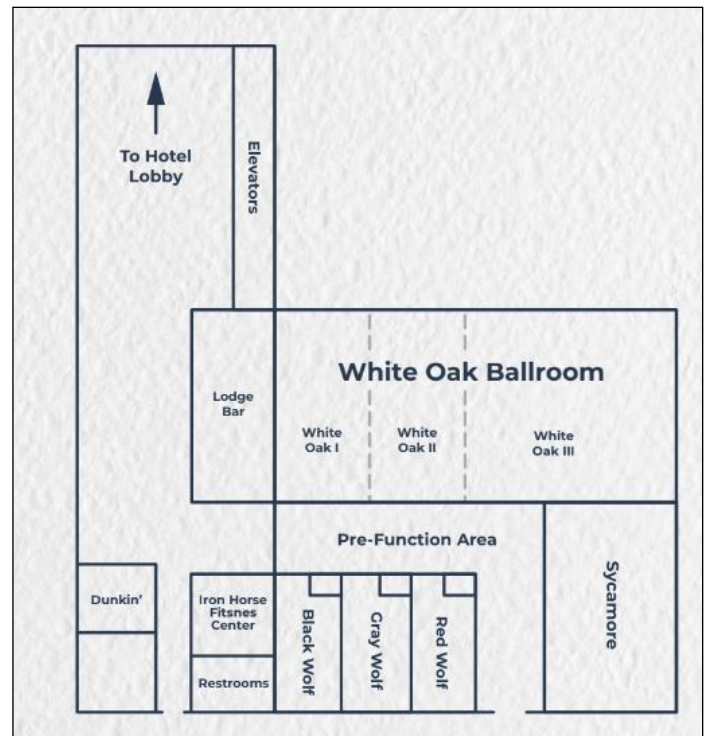 To Hotel
Lobby
Elevators
White Oak Ballroom
Lodge
Bar
White
Oak I
White
Oak II
White
Oak III
Pre-Function Area
Dunkin'
Iron Horse
Fitsnes
Center
Restrooms
Black Wolf
Gray Wolf
Red Wolf
Sycamore